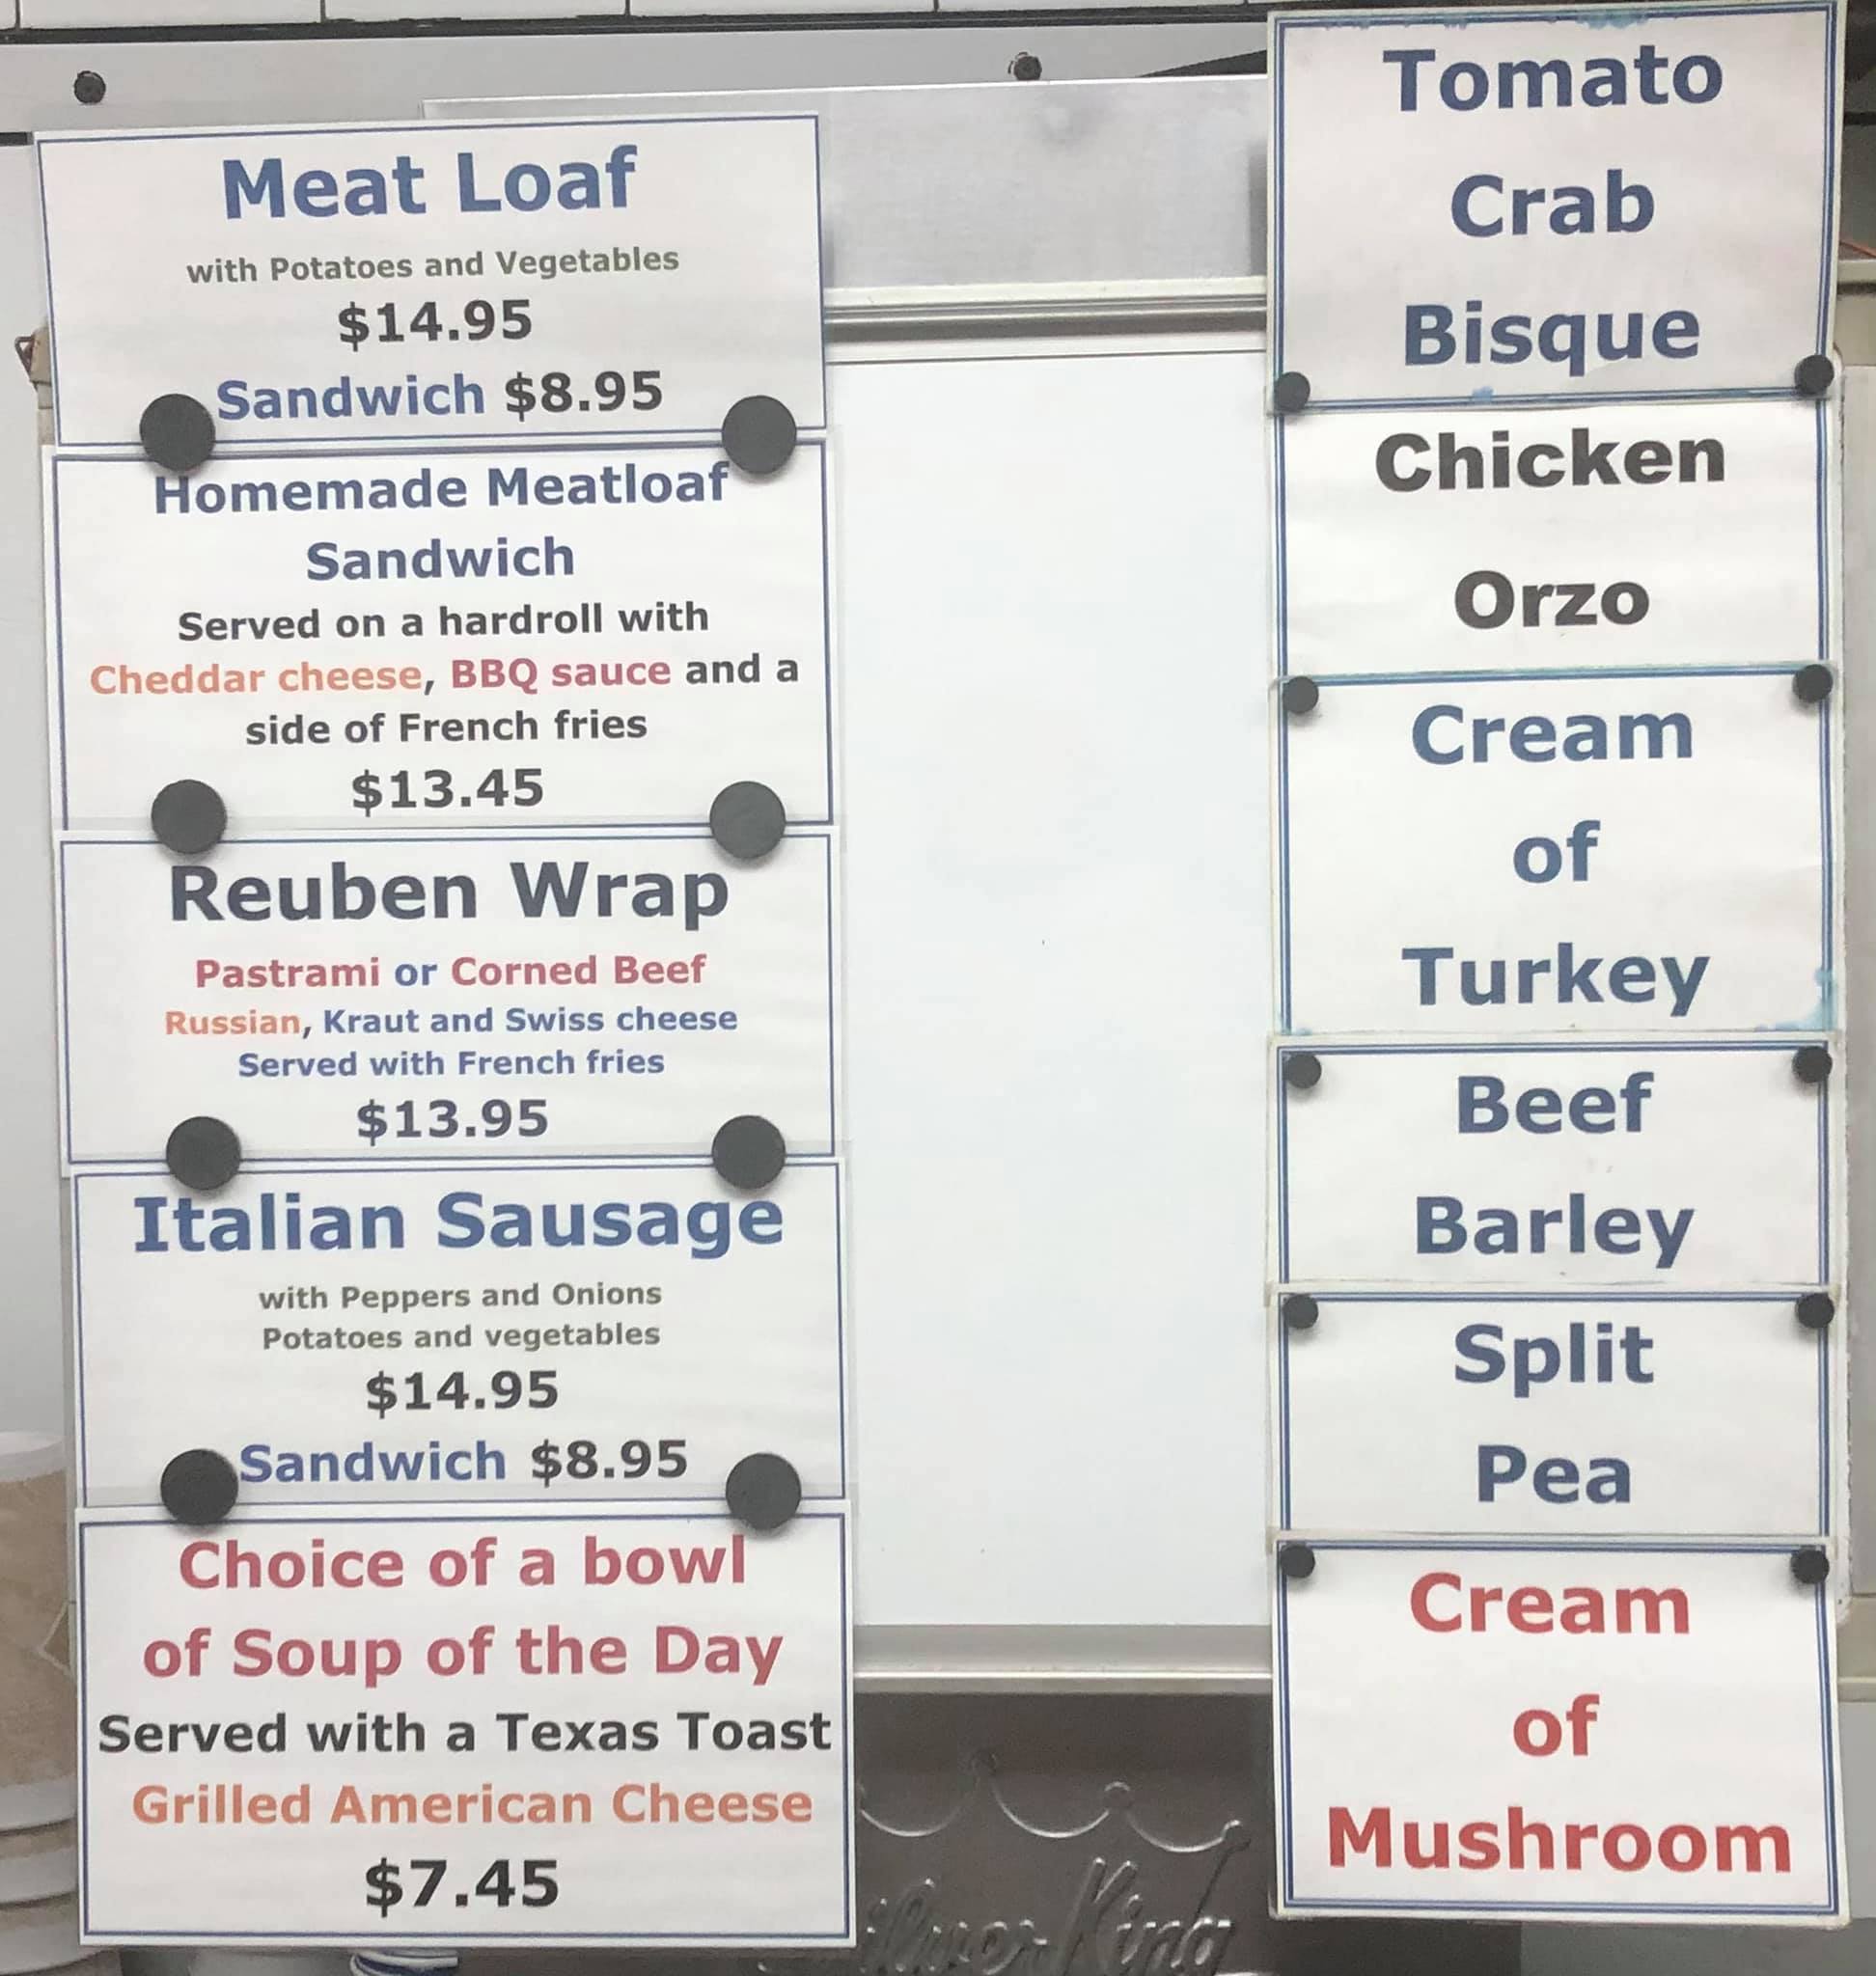 Meat Loaf
with Potatoes and Vegetables
$14.95
Sandwich $8.95
Homemade Meatloaf
Sandwich
Served on a hardroll with
Cheddar cheese, BBQ sauce and a
side of French fries
$13.45
Reuben Wrap
Pastrami or Corned Beef
Russian, Kraut and Swiss cheese
Served with French fries
$13.95
Italian Sausage
with Peppers and Onions
Potatoes and vegetables
$14.95
Sandwich $8.95
Choice of a bowl
of Soup of the Day
Served with a Texas Toast
Grilled American Cheese
$7.45
Tomato
Crab
Bisque
Chicken
Orzo
Cream
of
Turkey
Beef
Barley
Split
Pea
Cream
of
Mushroom
Silver King